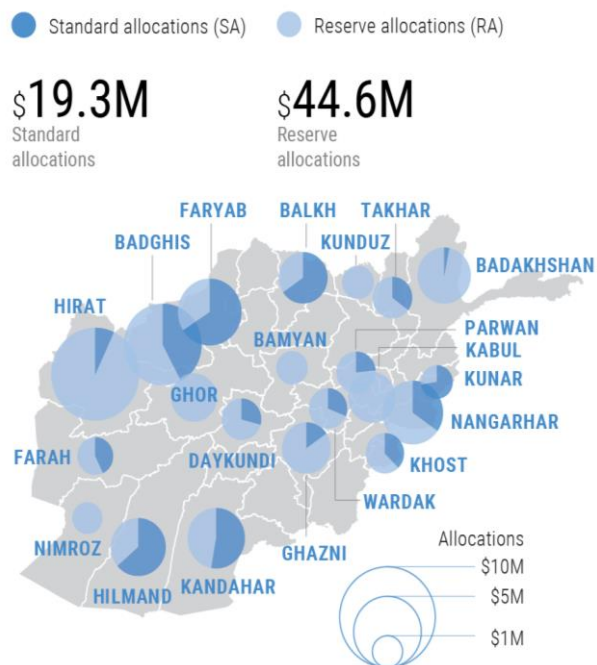 Standard allocations (SA)
Reserve allocations (RA)
$19.3M
Standard
allocations
$44.6M
Reserve
allocations
FARYAB
BALKH
TAKHAR
BADGHIS
KUNDUZ
BADAKHSHAN
HIRAT
PARWAN
BAMYAN
KABUL
KUNAR
GHOR
NANGARHAR
FARAH
DAYKUNDI
KHOST
WARDAK
NIMROZ
GHAZNI
HILMAND
KANDAHAR
Allocations
$10M
$5M
$1M